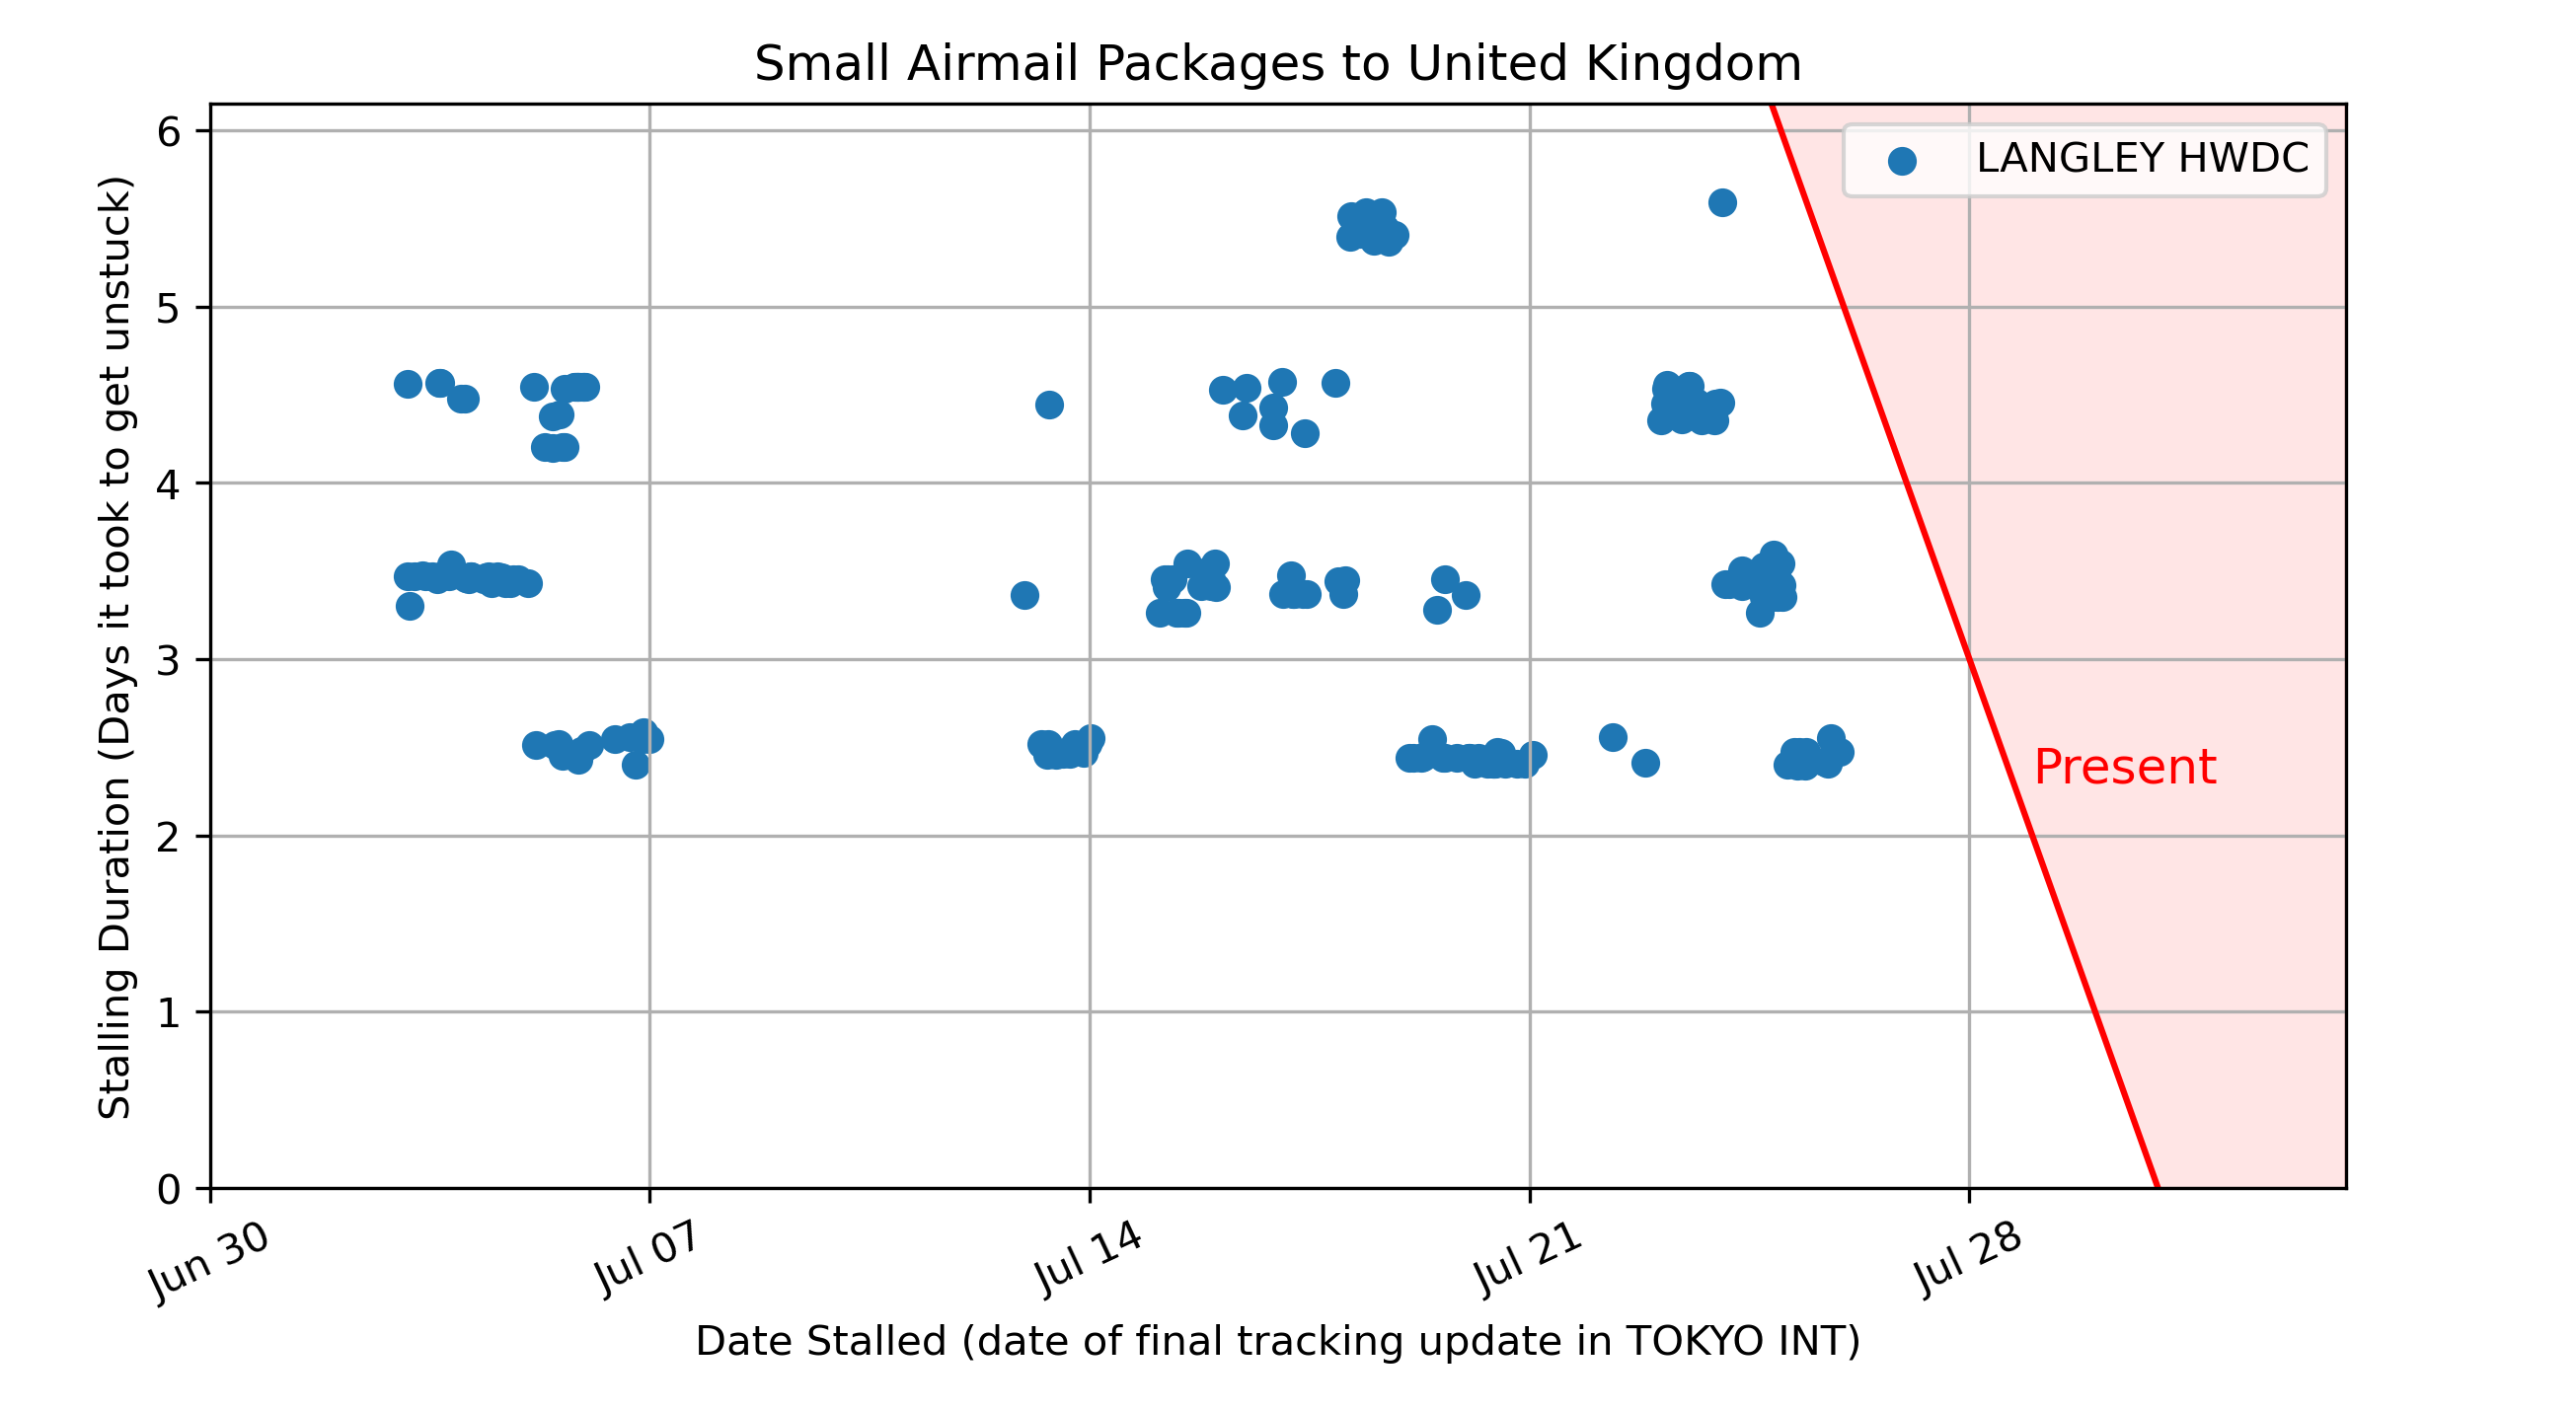 Small Airmail Packages to United Kingdom
LANGLEY HWDC
Present
Stalling Duration (Days it took to get unstuck)
6
5
4
3
2
1
0
Jun 30
Jul 07
Jul 14
Jul 21
Jul 28
Date Stalled (date of final tracking update in TOKYO INT)